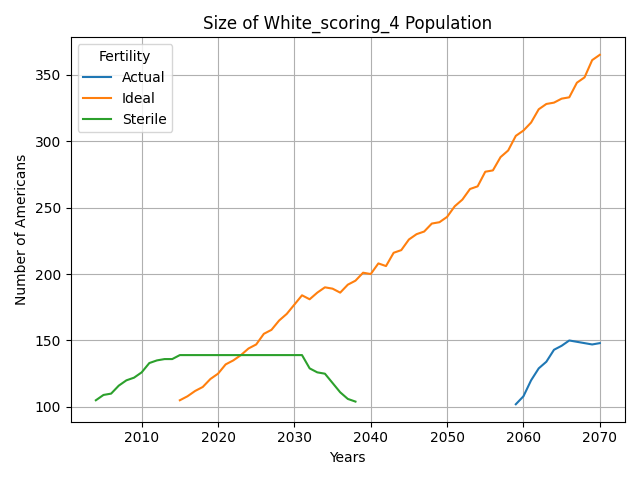 Size of White_scoring_4 Population
Fertility
Actual
Ideal
Sterile
Number of Americans
350
300
250
200
150
100
2010 2020 2030 2040 2050 2060 2070
Years